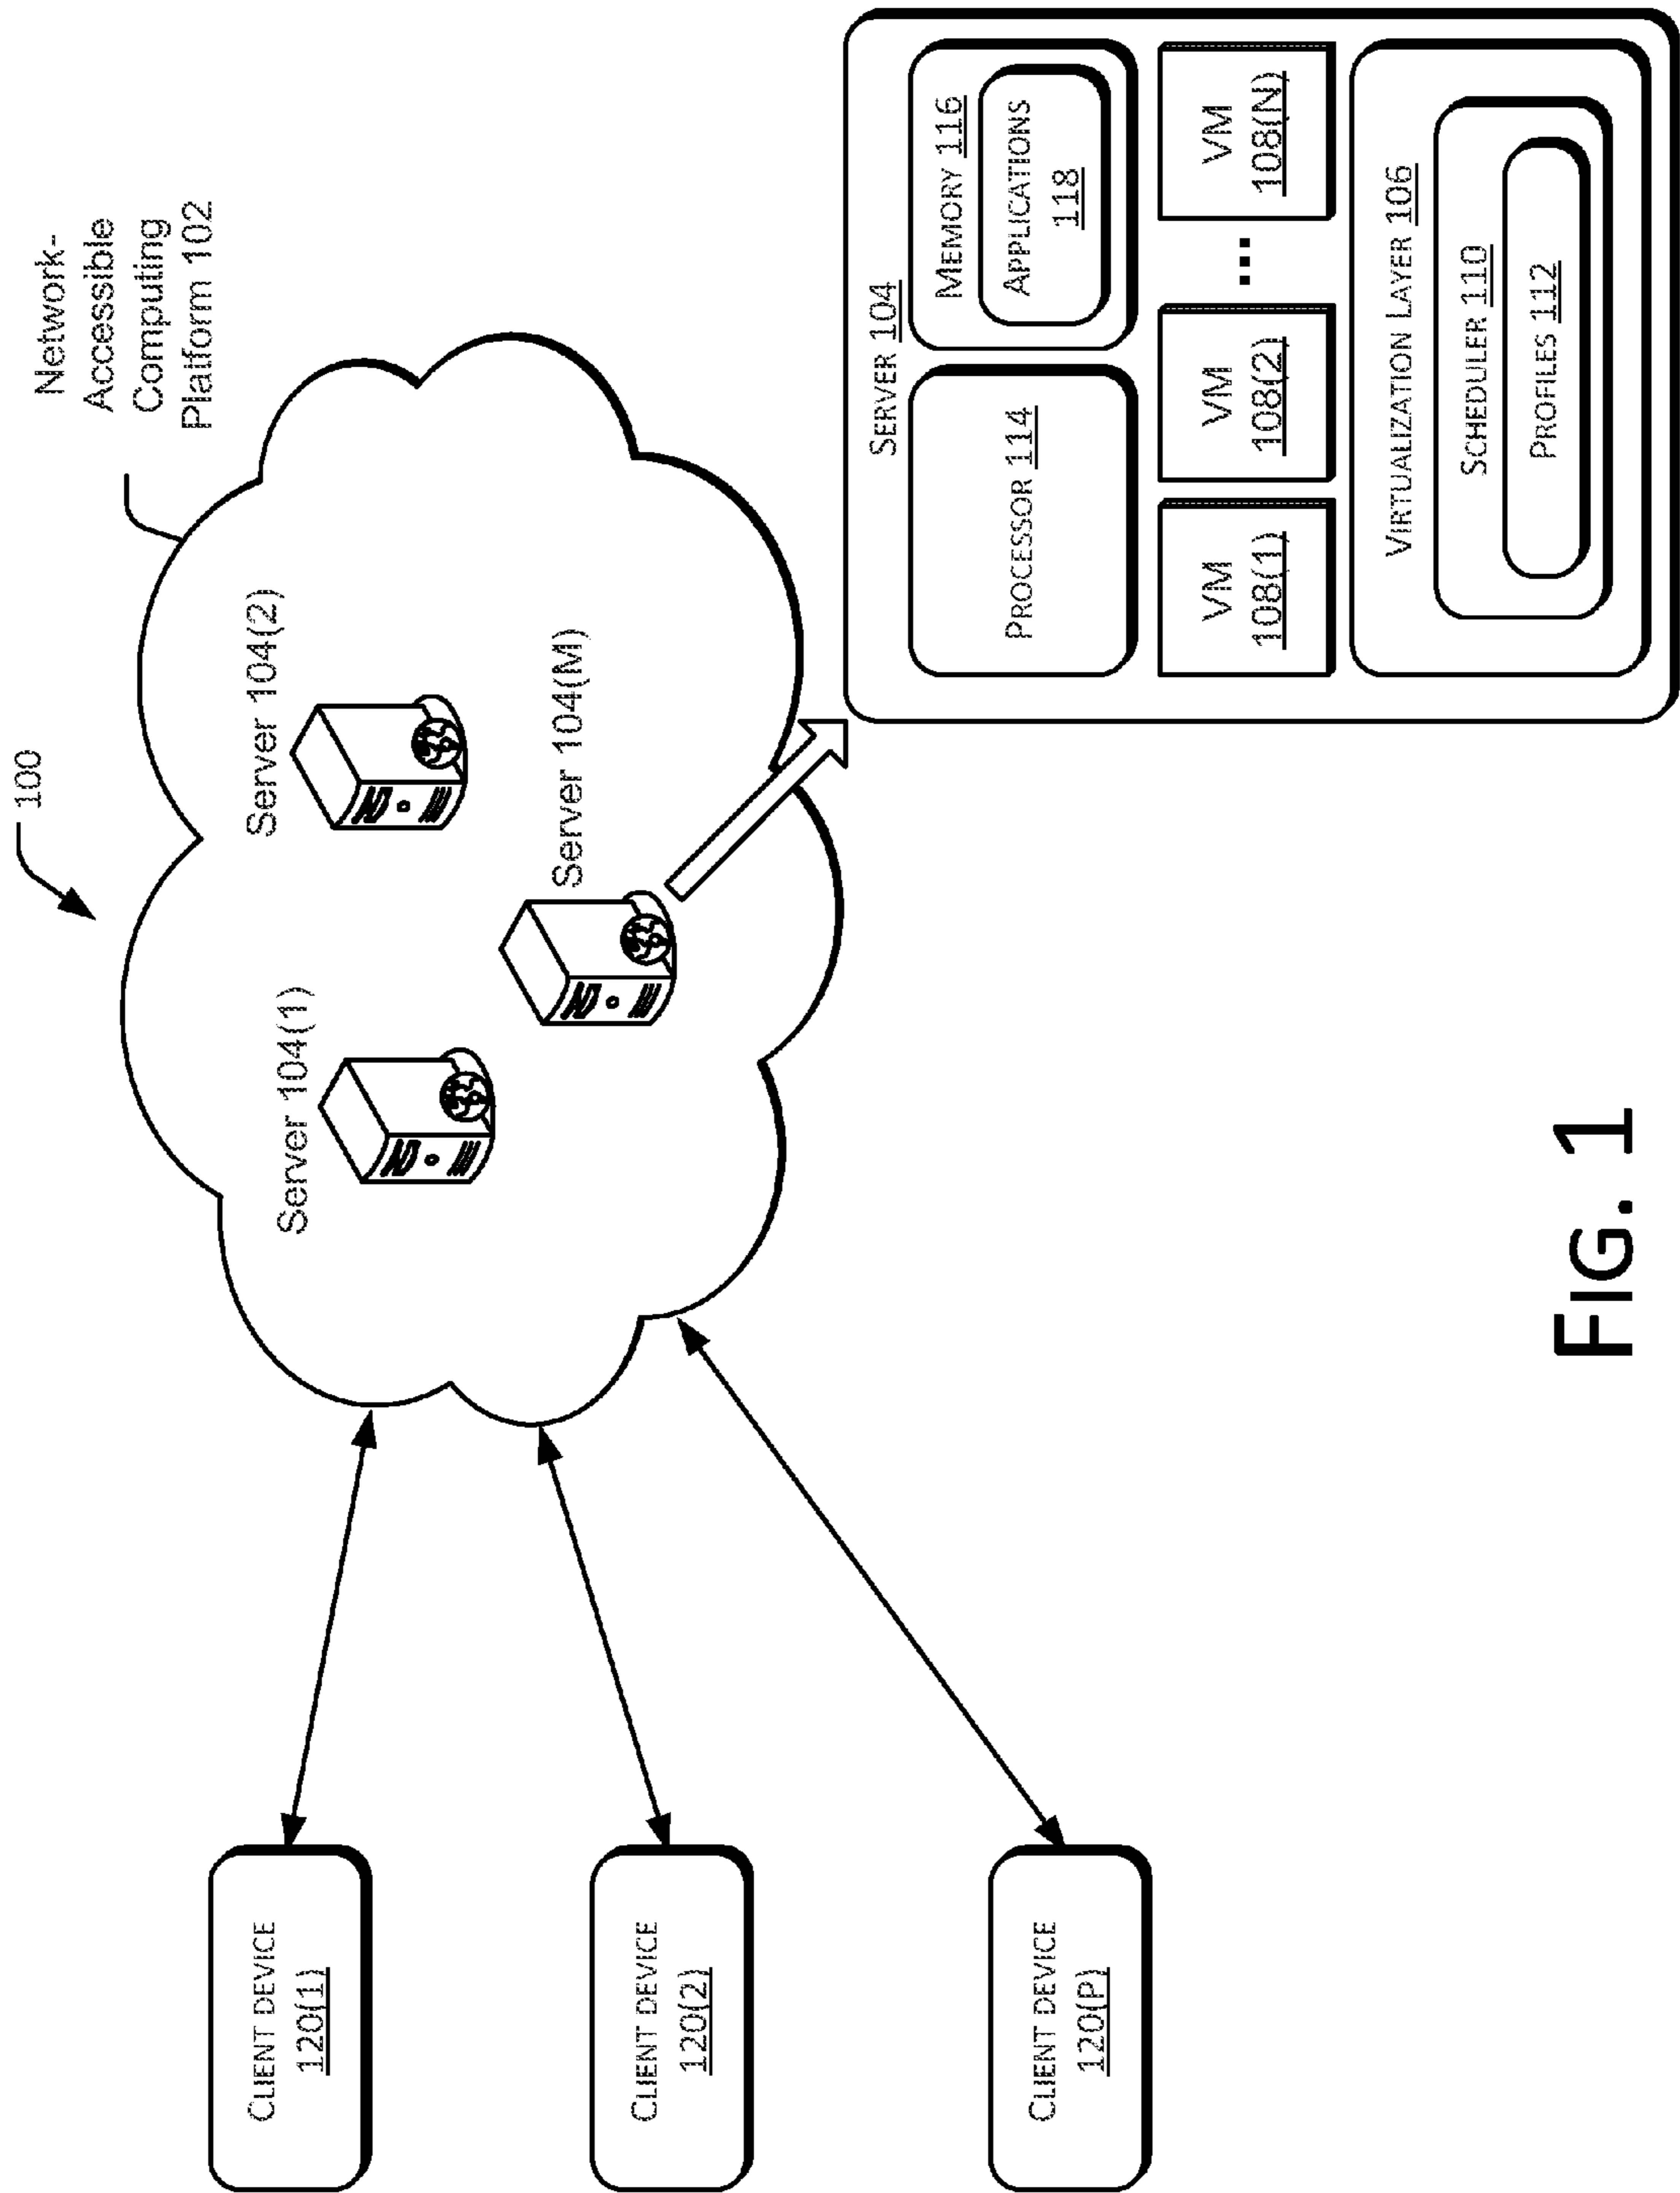 100
Network-
Accessible
Computing
Platform 102
Server 104(1)
Server 104(2)
Server 104(M)
CLIENT DEVICE
120(1)
CLIENT DEVICE
120(2)
CLIENT DEVICE
120(P)
SERVER 104
PROCESSOR 114
MEMORY 116
APPLICATIONS
118
VM
108(1)
VM
108(2)
...
VM
108(N)
VIRTUALIZATION LAYER 106
SCHEDULER 110
PROFILES 112
FIG. 1